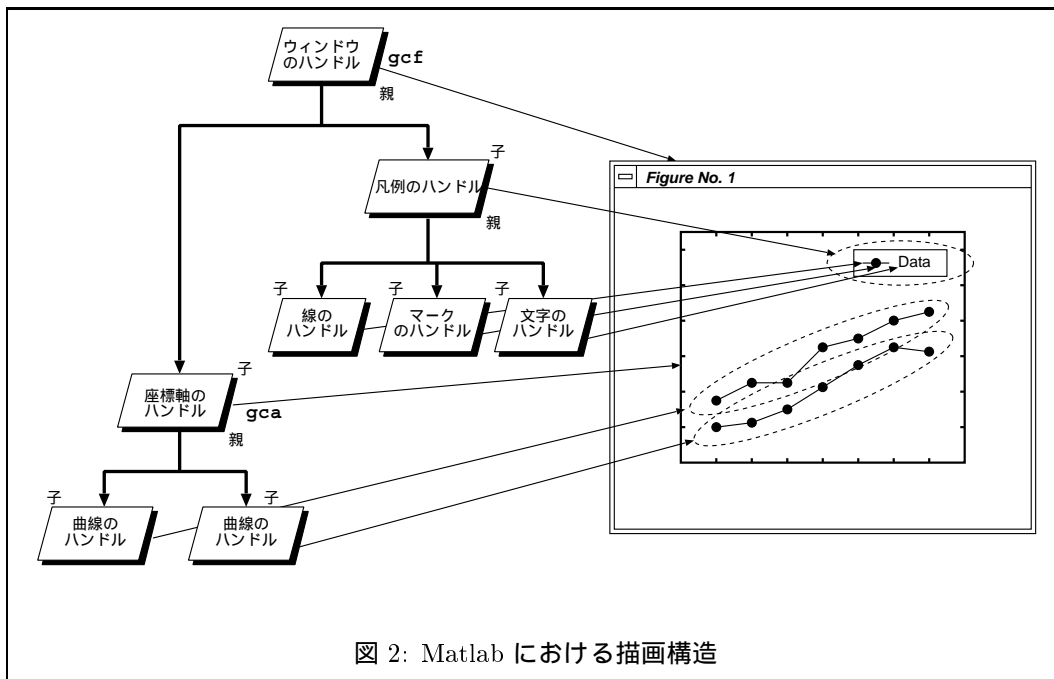 ウィンドウ
のハンドル
gcf
親
子
凡例のハンドル
親
Figure No. 1
Data
子
子
子
線の
ハンドル
マーク
のハンドル
文字の
ハンドル
子
座標軸の
ハンドル
gca
親
子
子
曲線の
ハンドル
曲線の
ハンドル
図 2: Matlab における描画構造